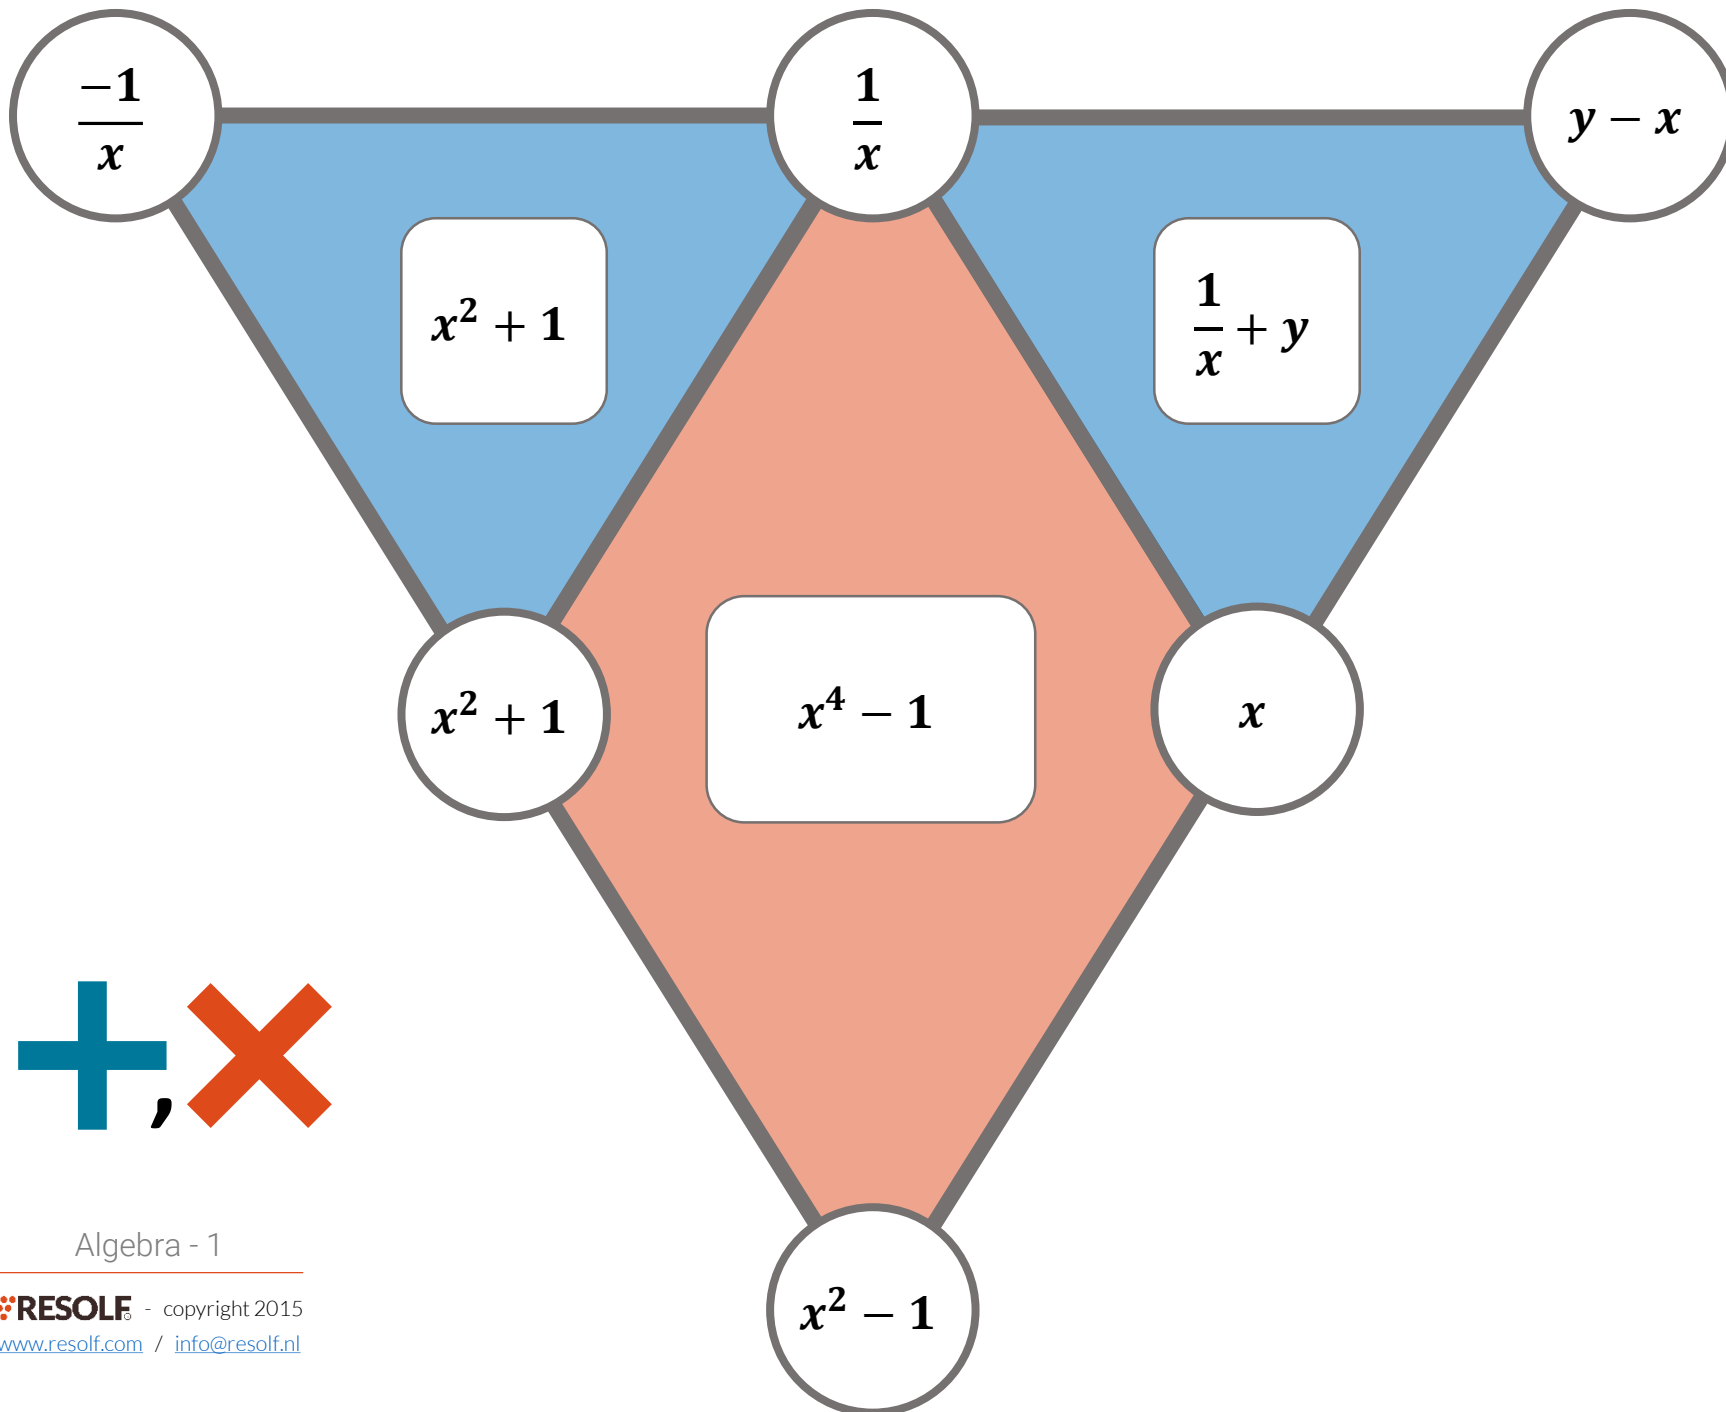 −1/x
1/x
y − x
x² + 1
1/x + y
x² + 1
x⁴ − 1
x
+,×
x² − 1
Algebra - 1
RESOLF - copyright 2015
www.resolf.com / info@resolf.nl